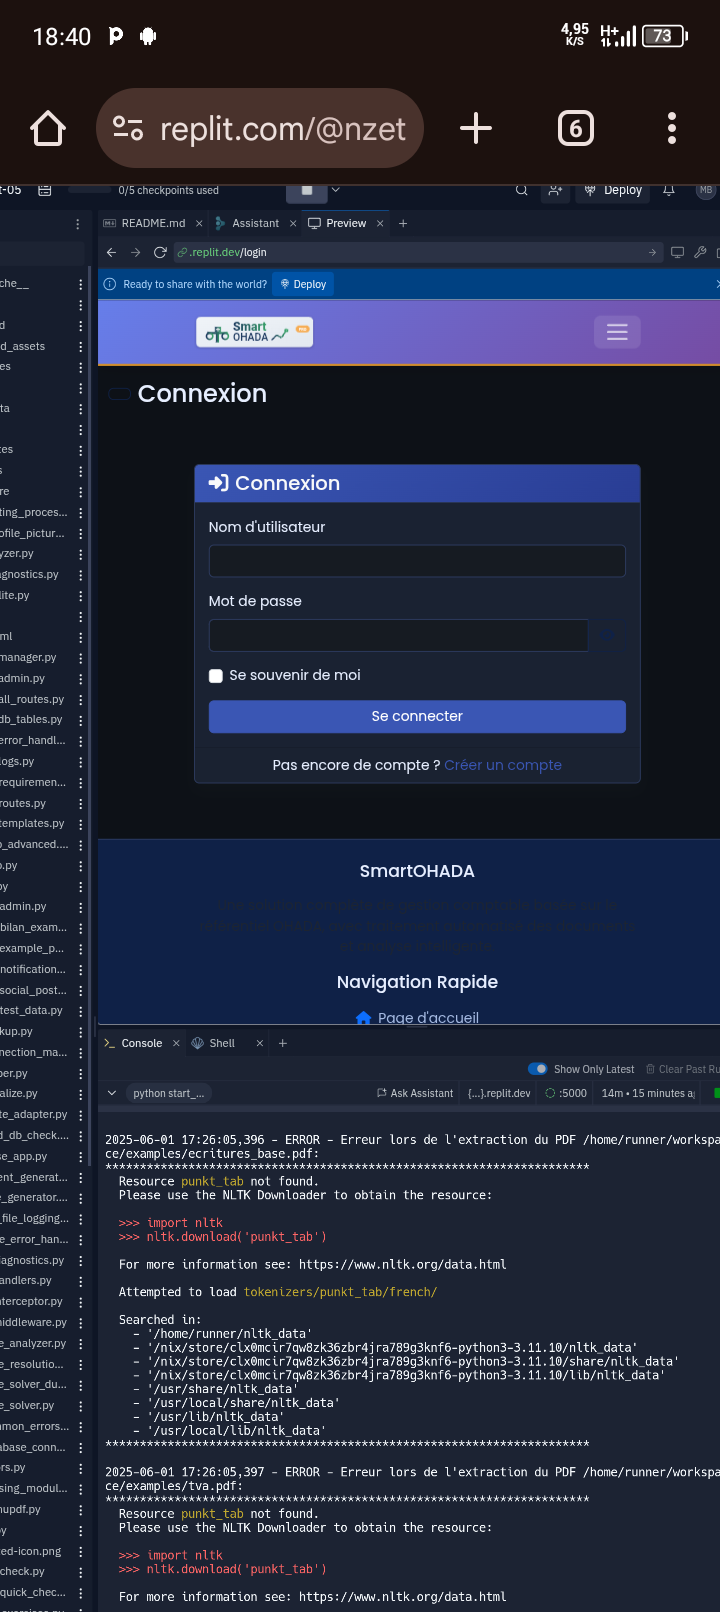 18:40
4,95
K/S
H+
73
replit.com/@nzet
6
t-05
0/5 checkpoints used
Deploy
MB
README.md
Assistant
Preview
.replit.dev/login
Ready to share with the world?
Deploy
Smart
OHADA
che__
d
d_assets
es
ta
tes
s
re
ting_proces...
ofile_pictur...
yzer.py
agnostics.py
lite.py
ml
manager.py
admin.py
all_routes.py
db_tables.py
error_handl...
logs.py
requiremen...
routes.py
templates.py
o_advanced....
o.py
py
admin.py
bilan_exam...
example_p...
notification...
social_post...
test_data.py
kup.py
nection_ma...
per.py
alize.py
te_adapter.py
d_db_check....
se_app.py
ent_generat...
e_generator....
_file_logging...
e_error_han...
iagnostics.py
andlers.py
nterceptor.py
middleware.py
e_analyzer.py
e_resolutio...
e_solver_du...
e_solver.py
mmon_errors...
abase_conn...
rs.py
sing_modul...
nupdf.py
y
ed-icon.png
check.py
quick_chec...
Connexion
Connexion
Nom d'utilisateur
Mot de passe
Se souvenir de moi
Se connecter
Pas encore de compte ? Créer un compte
SmartOHADA
Navigation Rapide
Page d'accueil
Console
Shell
Show Only Latest
Clear Past Ru
python start_...
Ask Assistant
{...}.replit.dev
:5000
14m • 15 minutes a
2025-06-01 17:26:05,396 - ERROR - Erreur lors de l'extraction du PDF /home/runner/workspa
ce/examples/ecritures_base.pdf:
**********************************************************************
Resource punkt_tab not found.
Please use the NLTK Downloader to obtain the resource:
>>> import nltk
>>> nltk.download('punkt_tab')
For more information see: https://www.nltk.org/data.html
Attempted to load tokenizers/punkt_tab/french/
Searched in:
- '/home/runner/nltk_data'
- '/nix/store/clx0mcir7qw8zk36zbr4jra789g3knf6-python3-3.11.10/nltk_data'
- '/nix/store/clx0mcir7qw8zk36zbr4jra789g3knf6-python3-3.11.10/share/nltk_data'
- '/nix/store/clx0mcir7qw8zk36zbr4jra789g3knf6-python3-3.11.10/lib/nltk_data'
- '/usr/share/nltk_data'
- '/usr/local/share/nltk_data'
- '/usr/lib/nltk_data'
- '/usr/local/lib/nltk_data'
**********************************************************************
2025-06-01 17:26:05,397 - ERROR - Erreur lors de l'extraction du PDF /home/runner/workspa
ce/examples/tva.pdf:
**********************************************************************
Resource punkt_tab not found.
Please use the NLTK Downloader to obtain the resource:
>>> import nltk
>>> nltk.download('punkt_tab')
For more information see: https://www.nltk.org/data.html